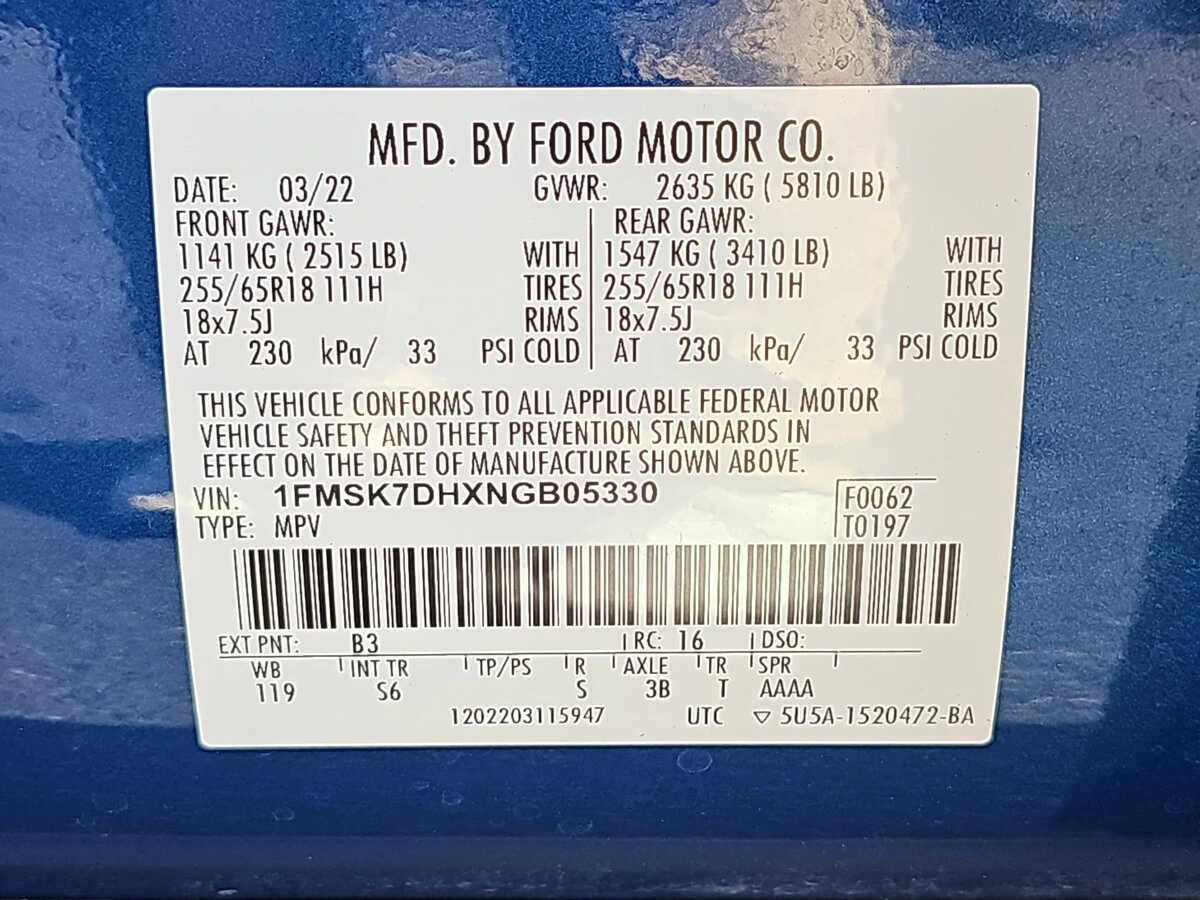 MFD. BY FORD MOTOR CO.
DATE: 03/22 GVWR: 2635 KG ( 5810 LB)
FRONT GAWR: REAR GAWR:
1141 KG ( 2515 LB) WITH 1547 KG ( 3410 LB) WITH
255/65R18 111H TIRES 255/65R18 111H TIRES
18x7.5J RIMS 18x7.5J RIMS
AT 230 kPa/ 33 PSI COLD AT 230 kPa/ 33 PSI COLD
THIS VEHICLE CONFORMS TO ALL APPLICABLE FEDERAL MOTOR
VEHICLE SAFETY AND THEFT PREVENTION STANDARDS IN
EFFECT ON THE DATE OF MANUFACTURE SHOWN ABOVE.
VIN: 1FMSK7DHXNGB05330 F0062
TYPE: MPV T0197
EXT PNT: B3 RC: 16 DSO:
WB INT TR TP/PS R AXLE TR SPR
119 S6 S 3B T AAAA
1202203115947 UTC ▽ 5U5A-1520472-BA